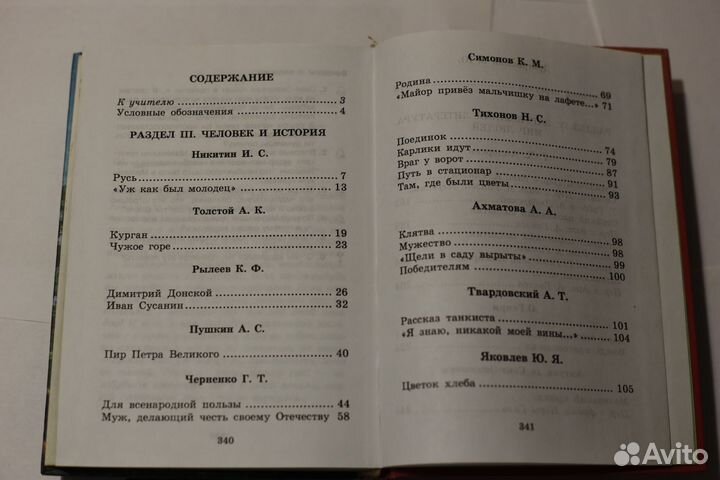 СОДЕРЖАНИЕ
К учителю 3
Условные обозначения 4
РАЗДЕЛ III. ЧЕЛОВЕК И ИСТОРИЯ
Никитин И. С.
Русь 7
«Уж как был молодец» 13
Толстой А. К.
Курган 19
Чужое горе 23
Рылеев К. Ф.
Димитрий Донской 26
Иван Сусанин 32
Пушкин А. С.
Пир Петра Великого 40
Черненко Г. Т.
Для всенародной пользы 44
Муж, делающий честь своему Отечеству 58
340
Симонов К. М.
Родина 69
«Майор привёз мальчишку на лафете...» 71
Тихонов Н. С.
Поединок 74
Карлики идут 79
Враг у ворот 87
Путь в стационар 91
Там, где были цветы 93
Ахматова А. А.
Клятва 98
Мужество 98
«Щели в саду вырыты» 99
Победителям 100
Твардовский А. Т.
Рассказ танкиста 101
«Я знаю, никакой моей вины...» 104
Яковлев Ю. Я.
Цветок хлеба 105
341
Avito